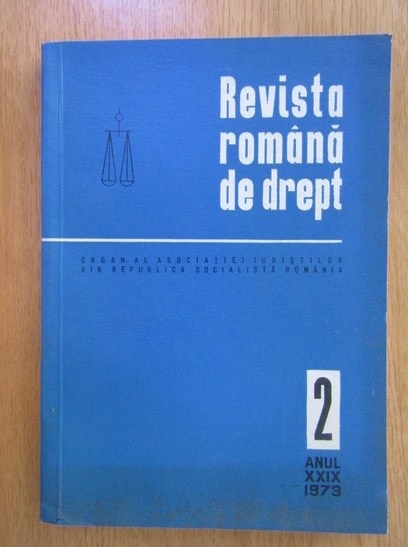 Revista
română
de drept
ORGAN AL ASOCIAȚIEI JURIȘTILOR
DIN REPUBLICA SOCIALISTĂ ROMÂNIA
2
ANUL
XXIX
1973